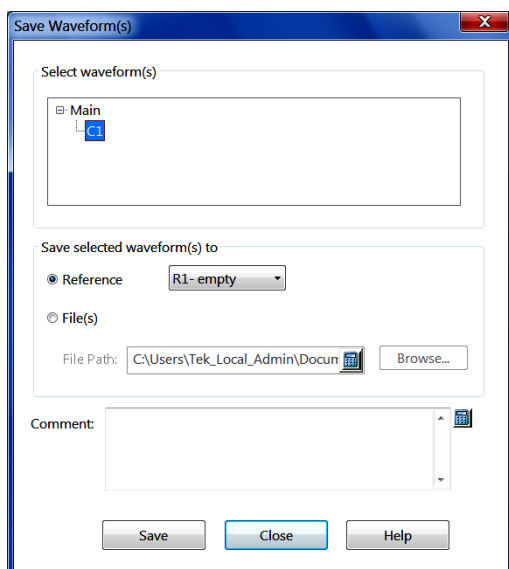 Save Waveform(s)
X
Select waveform(s)
Main
C1
Save selected waveform(s) to
Reference R1- empty
File(s)
File Path: C:\Users\Tek_Local_Admin\Docum Browse...
Comment:
Save Close Help